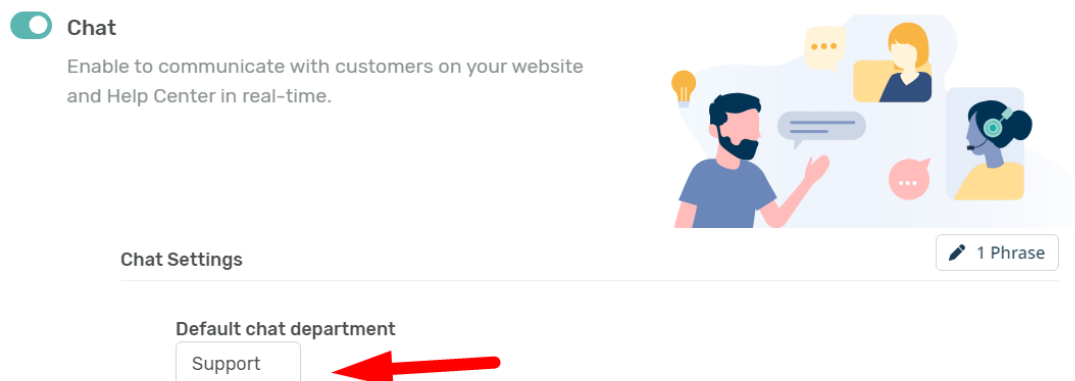 Chat
Enable to communicate with customers on your website
and Help Center in real-time.
Chat Settings
1 Phrase
Default chat department
Support